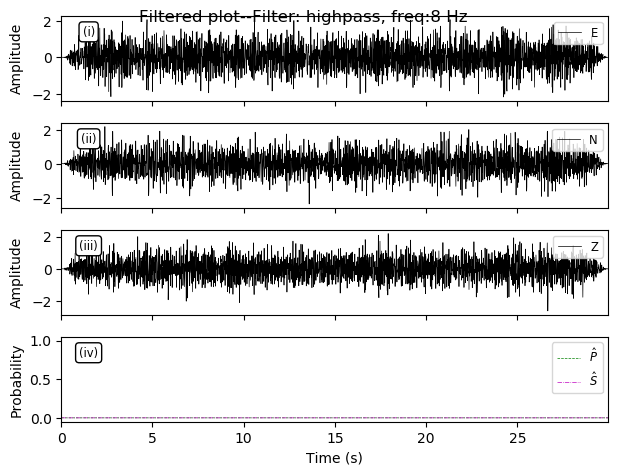 Filtered plot--Filter: highpass, freq:8 Hz
Amplitude
2
0
−2
(i)
E
Amplitude
2
0
−2
(ii)
N
Amplitude
2
0
−2
(iii)
Z
Probability
1.0
0.5
0.0
(iv)
P̂
Ŝ
0 5 10 15 20 25
Time (s)